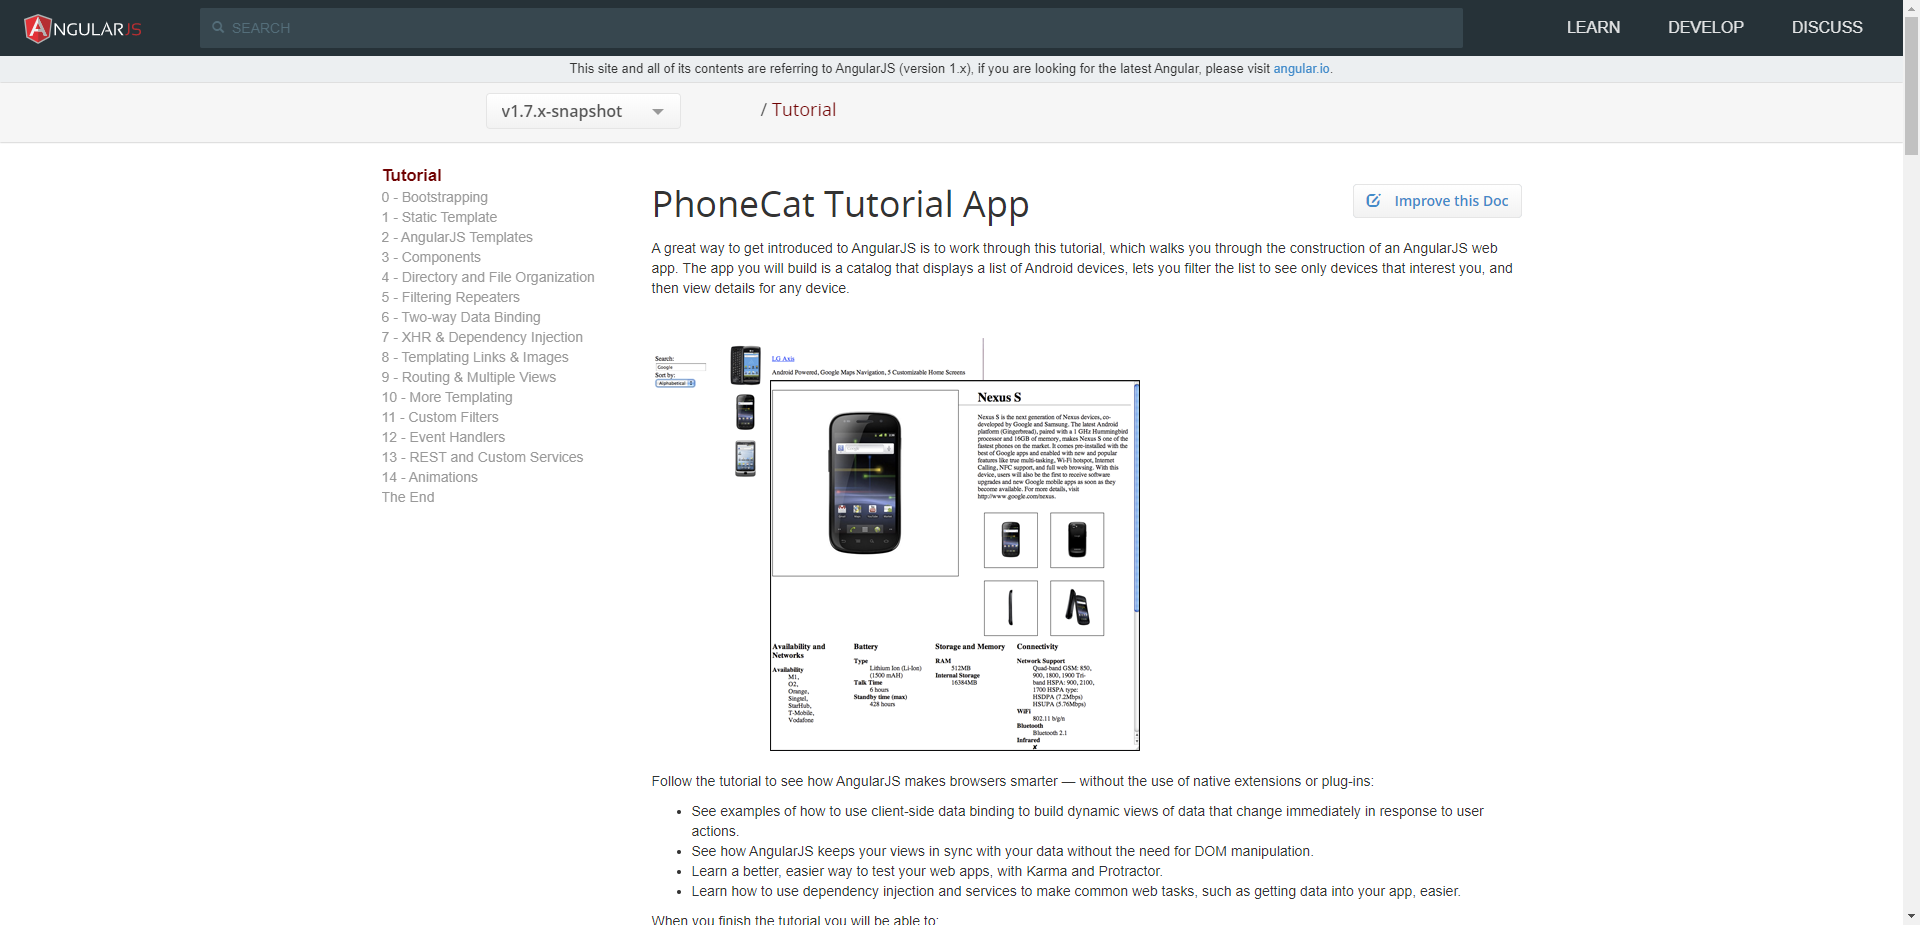 ANGULARJS
SEARCH
LEARN
DEVELOP
DISCUSS
This site and all of its contents are referring to AngularJS (version 1.x), if you are looking for the latest Angular, please visit angular.io.
v1.7.x-snapshot
/ Tutorial
Tutorial
0 - Bootstrapping
1 - Static Template
2 - AngularJS Templates
3 - Components
4 - Directory and File Organization
5 - Filtering Repeaters
6 - Two-way Data Binding
7 - XHR & Dependency Injection
8 - Templating Links & Images
9 - Routing & Multiple Views
10 - More Templating
11 - Custom Filters
12 - Event Handlers
13 - REST and Custom Services
14 - Animations
The End
PhoneCat Tutorial App
Improve this Doc
A great way to get introduced to AngularJS is to work through this tutorial, which walks you through the construction of an AngularJS web
app. The app you will build is a catalog that displays a list of Android devices, lets you filter the list to see only devices that interest you, and
then view details for any device.
Search:
Google
Sort by:
Alphabetical
LG Axis
Android Powered, Google Maps Navigation, 5 Customizable Home Screens
Nexus S
Nexus S is the next generation of Nexus devices, co-
developed by Google and Samsung. The latest Android
platform (Gingerbread), paired with a 1 GHz Hummingbird
processor and 16GB of memory, makes Nexus S one of the
fastest phones on the market. It comes pre-installed with the
best of Google apps and enabled with new and popular
features like true multi-tasking, Wi-Fi hotspot, Internet
Calling, NFC support, and full web browsing. With this
device, users will also be the first to receive software
upgrades and new Google mobile apps as soon as they
become available. For more details, visit
http://www.google.com/nexus.
Availability and
Networks
Availability
M1,
O2,
Orange,
Singtel,
StarHub,
T-Mobile,
Vodafone
Battery
Type
Lithium Ion (Li-Ion)
(1500 mAH)
Talk Time
6 hours
Standby time (max)
428 hours
Storage and Memory
RAM
512MB
Internal Storage
16384MB
Connectivity
Network Support
Quad-band GSM: 850,
900, 1800, 1900 Tri-
band HSPA: 900, 2100,
1700 HSPA type:
HSDPA (7.2Mbps)
HSUPA (5.76Mbps)
WiFi
802.11 b/g/n
Bluetooth
Bluetooth 2.1
Infrared
✘
Follow the tutorial to see how AngularJS makes browsers smarter — without the use of native extensions or plug-ins:
• See examples of how to use client-side data binding to build dynamic views of data that change immediately in response to user
actions.
• See how AngularJS keeps your views in sync with your data without the need for DOM manipulation.
• Learn a better, easier way to test your web apps, with Karma and Protractor.
• Learn how to use dependency injection and services to make common web tasks, such as getting data into your app, easier.
When you finish the tutorial you will be able to: